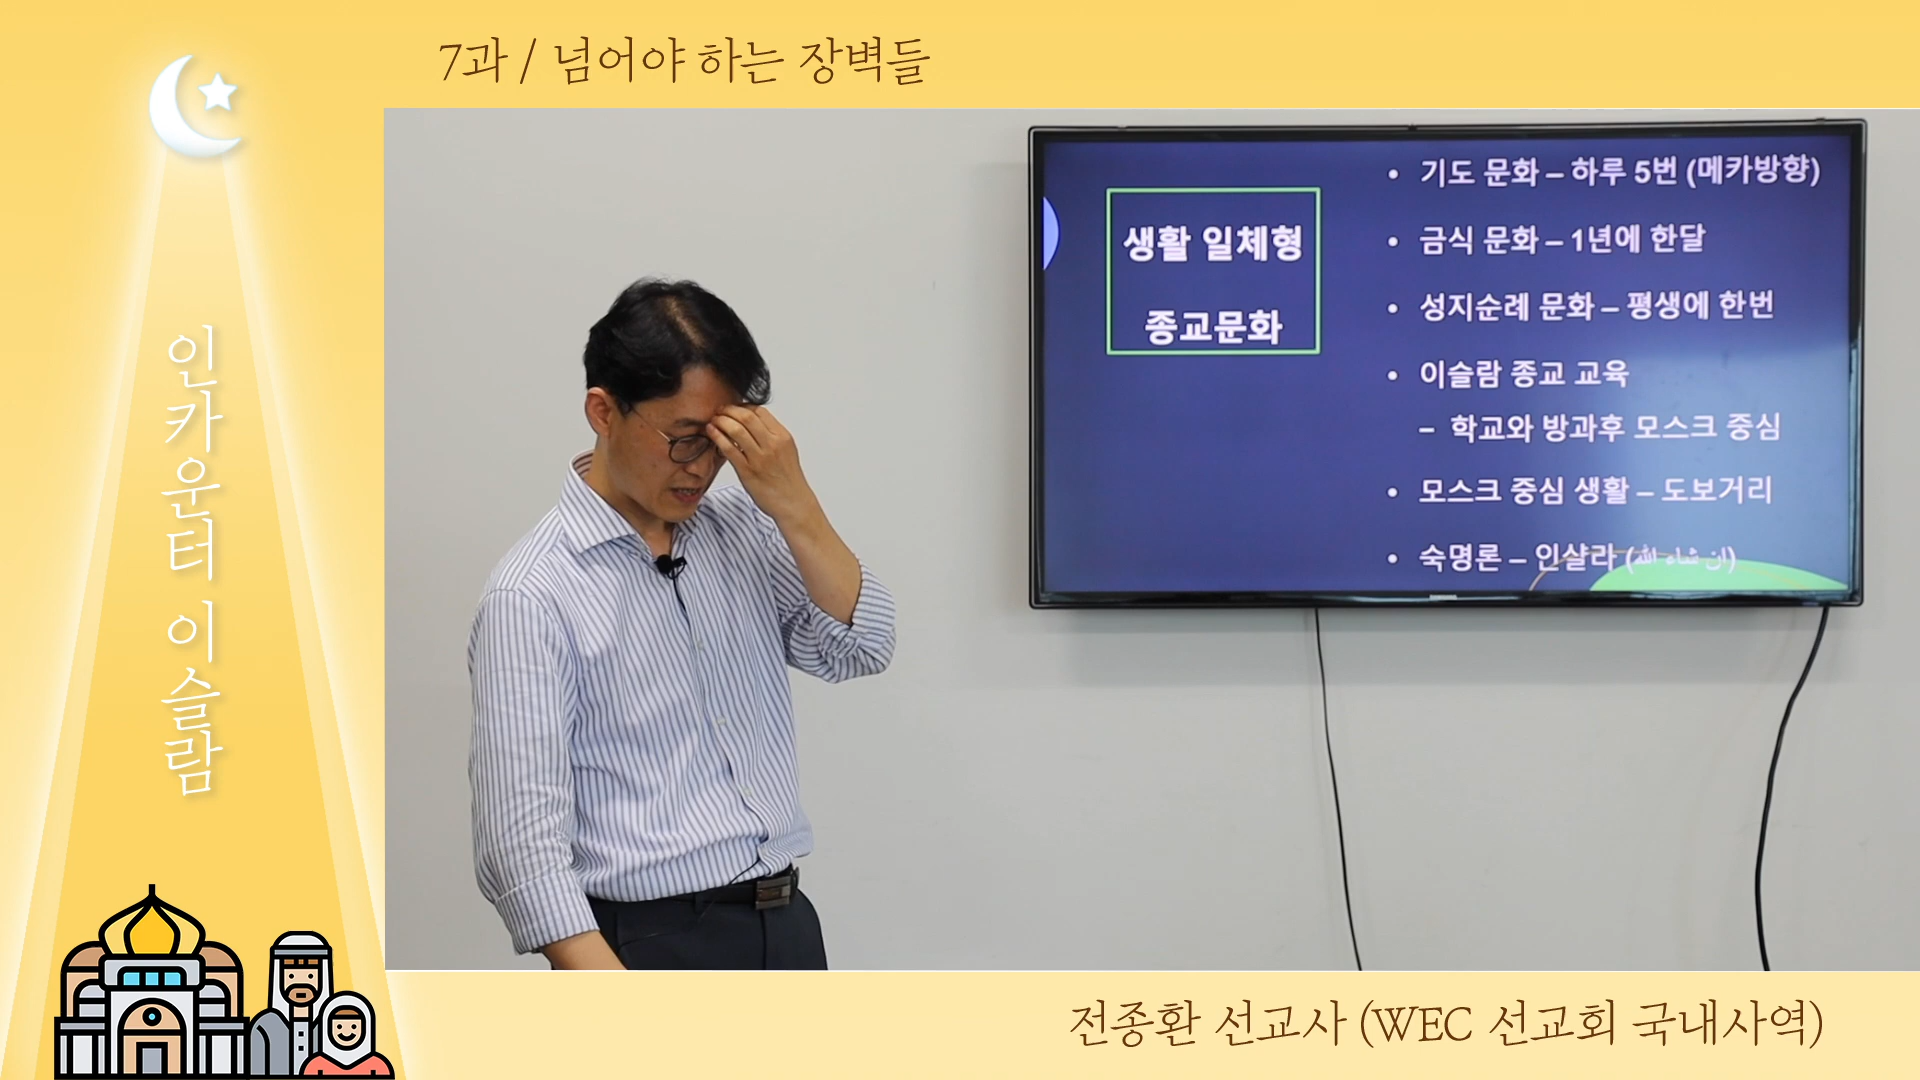 7과 / 넘어야 하는 장벽들
인카운터 이슬람
생활 일체형
종교문화
• 기도 문화 – 하루 5번 (메카방향)
• 금식 문화 – 1년에 한달
• 성지순례 문화 – 평생에 한번
• 이슬람 종교 교육
– 학교와 방과후 모스크 중심
• 모스크 중심 생활 – 도보거리
• 숙명론 – 인샬라 (ان شاء الله)
전종환 선교사 (WEC 선교회 국내사역)